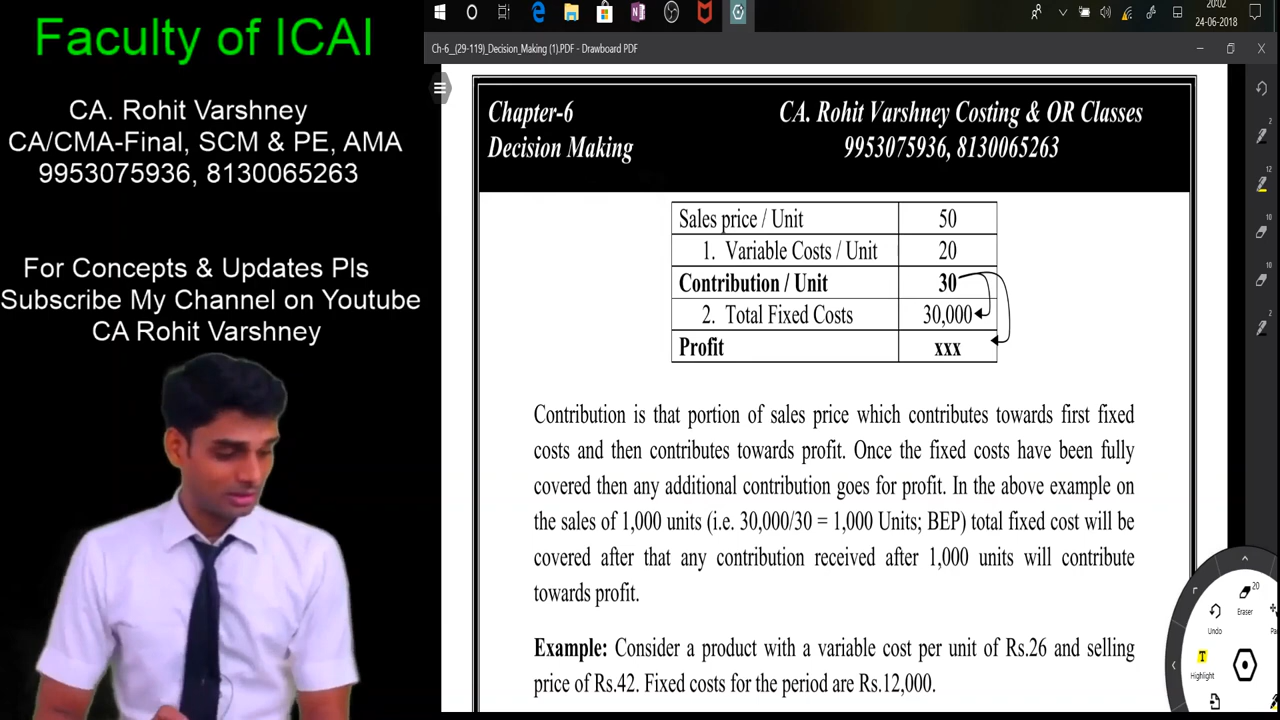 Faculty of ICAI
CA. Rohit Varshney
CA/CMA-Final, SCM & PE, AMA
9953075936, 8130065263
For Concepts & Updates Pls
Subscribe My Channel on Youtube
CA Rohit Varshney
20:02
24-06-2018
Ch-6_(29-119)_Decision_Making (1).PDF - Drawboard PDF
Chapter-6
Decision Making
CA. Rohit Varshney Costing & OR Classes
9953075936, 8130065263
Sales price / Unit 50
1. Variable Costs / Unit 20
Contribution / Unit 30
2. Total Fixed Costs 30,000
Profit xxx
Contribution is that portion of sales price which contributes towards first fixed
costs and then contributes towards profit. Once the fixed costs have been fully
covered then any additional contribution goes for profit. In the above example on
the sales of 1,000 units (i.e. 30,000/30 = 1,000 Units; BEP) total fixed cost will be
covered after that any contribution received after 1,000 units will contribute
towards profit.
Example: Consider a product with a variable cost per unit of Rs.26 and selling
price of Rs.42. Fixed costs for the period are Rs.12,000.
2
12
10
10
2
20
Eraser
Undo
T
Highlight